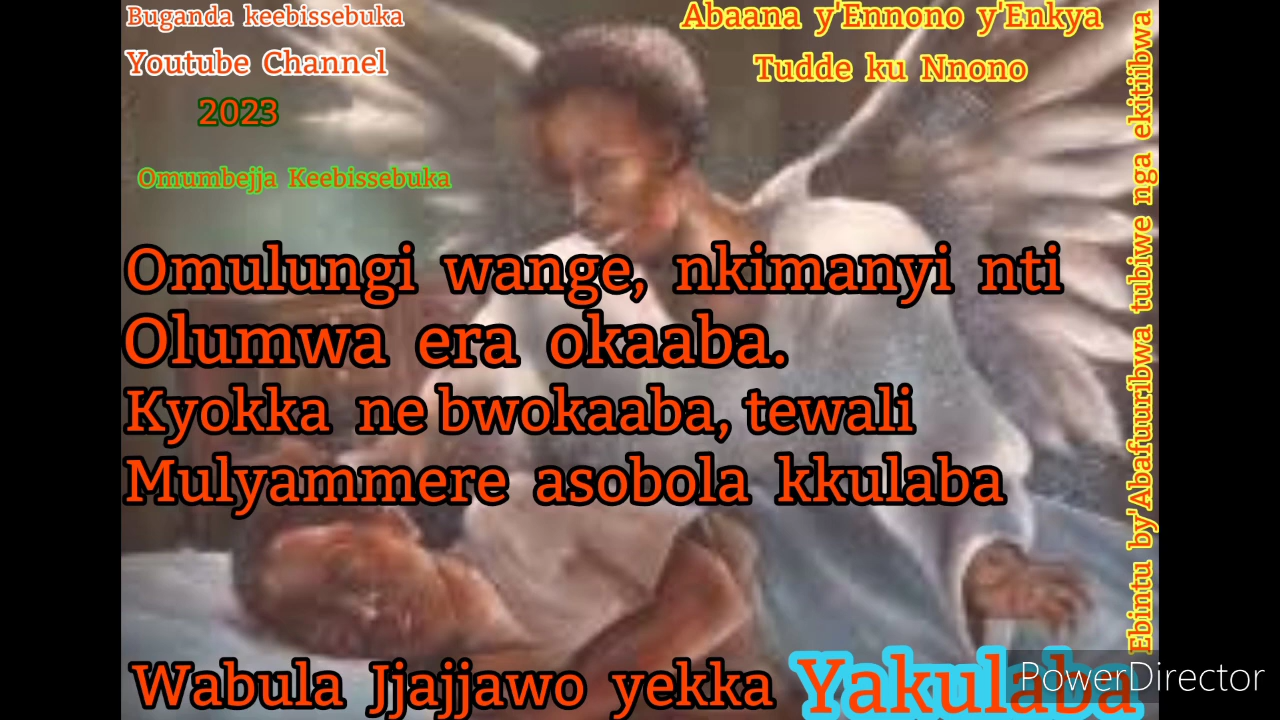 Buganda keebissebuka
Youtube Channel
2023
Omumbejja Keebissebuka
Abaana y'Ennono y'Enkya
Tudde ku Nnono
Omulungi wange, nkimanyi nti
Olumwa era okaaba.
Kyokka ne bwokaaba, tewali
Mulyammere asobola kkulaba
Wabula Jjajjawo yekka Yakulaba
Ebintu by'Abafuuribwa tubiwe nga ekitiibwa
PowerDirector